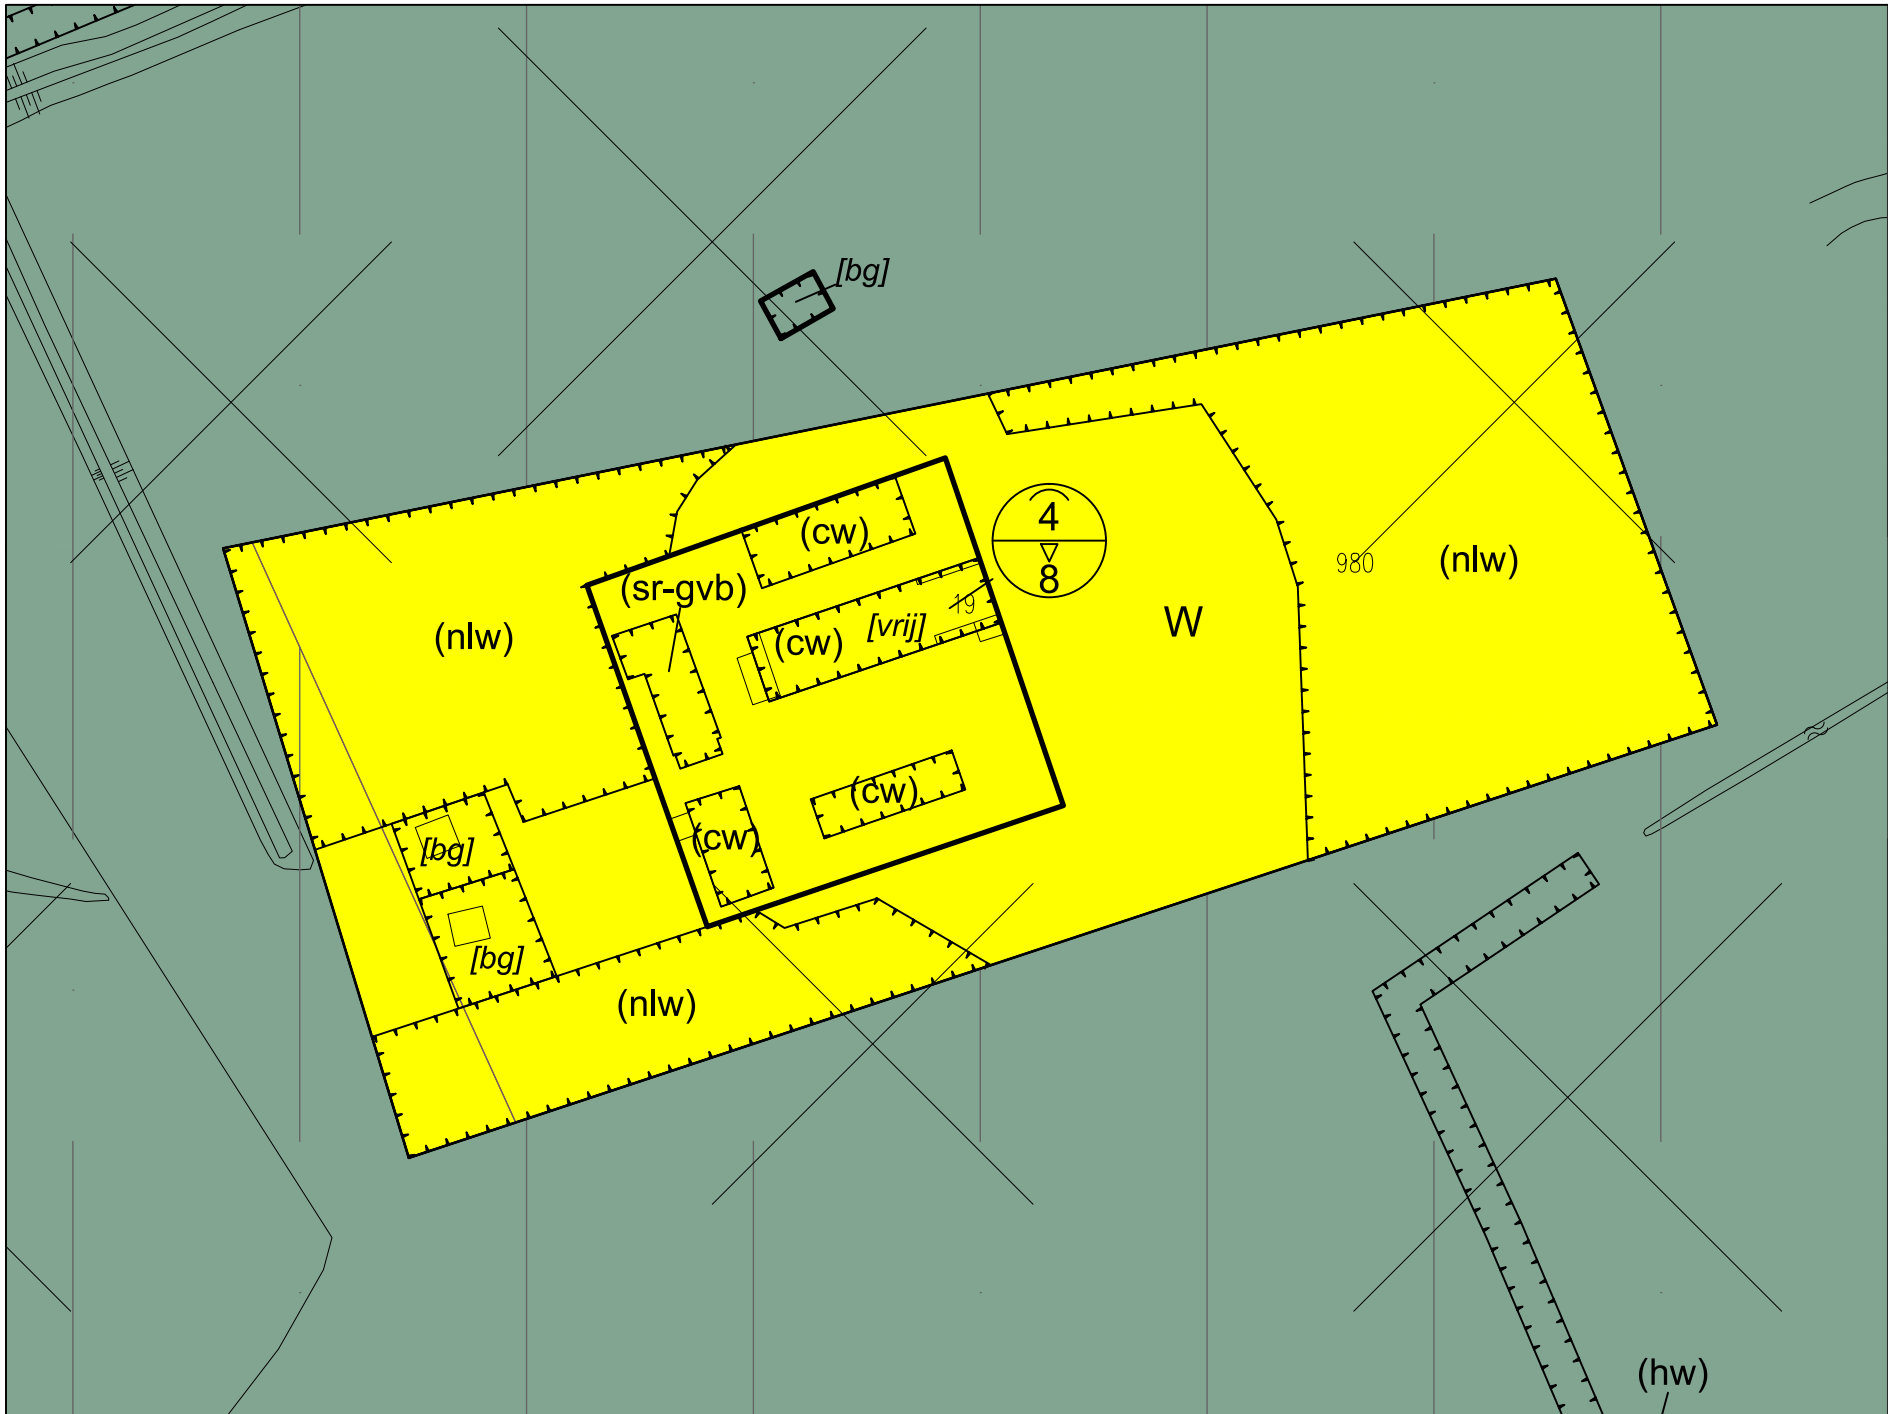 [bg]
(cw)
4
8
(sr-gvb)
980
(nlw)
19
W
[vrij]
(cw)
(nlw)
(cw)
(cw)
[bg]
[bg]
(nlw)
(hw)